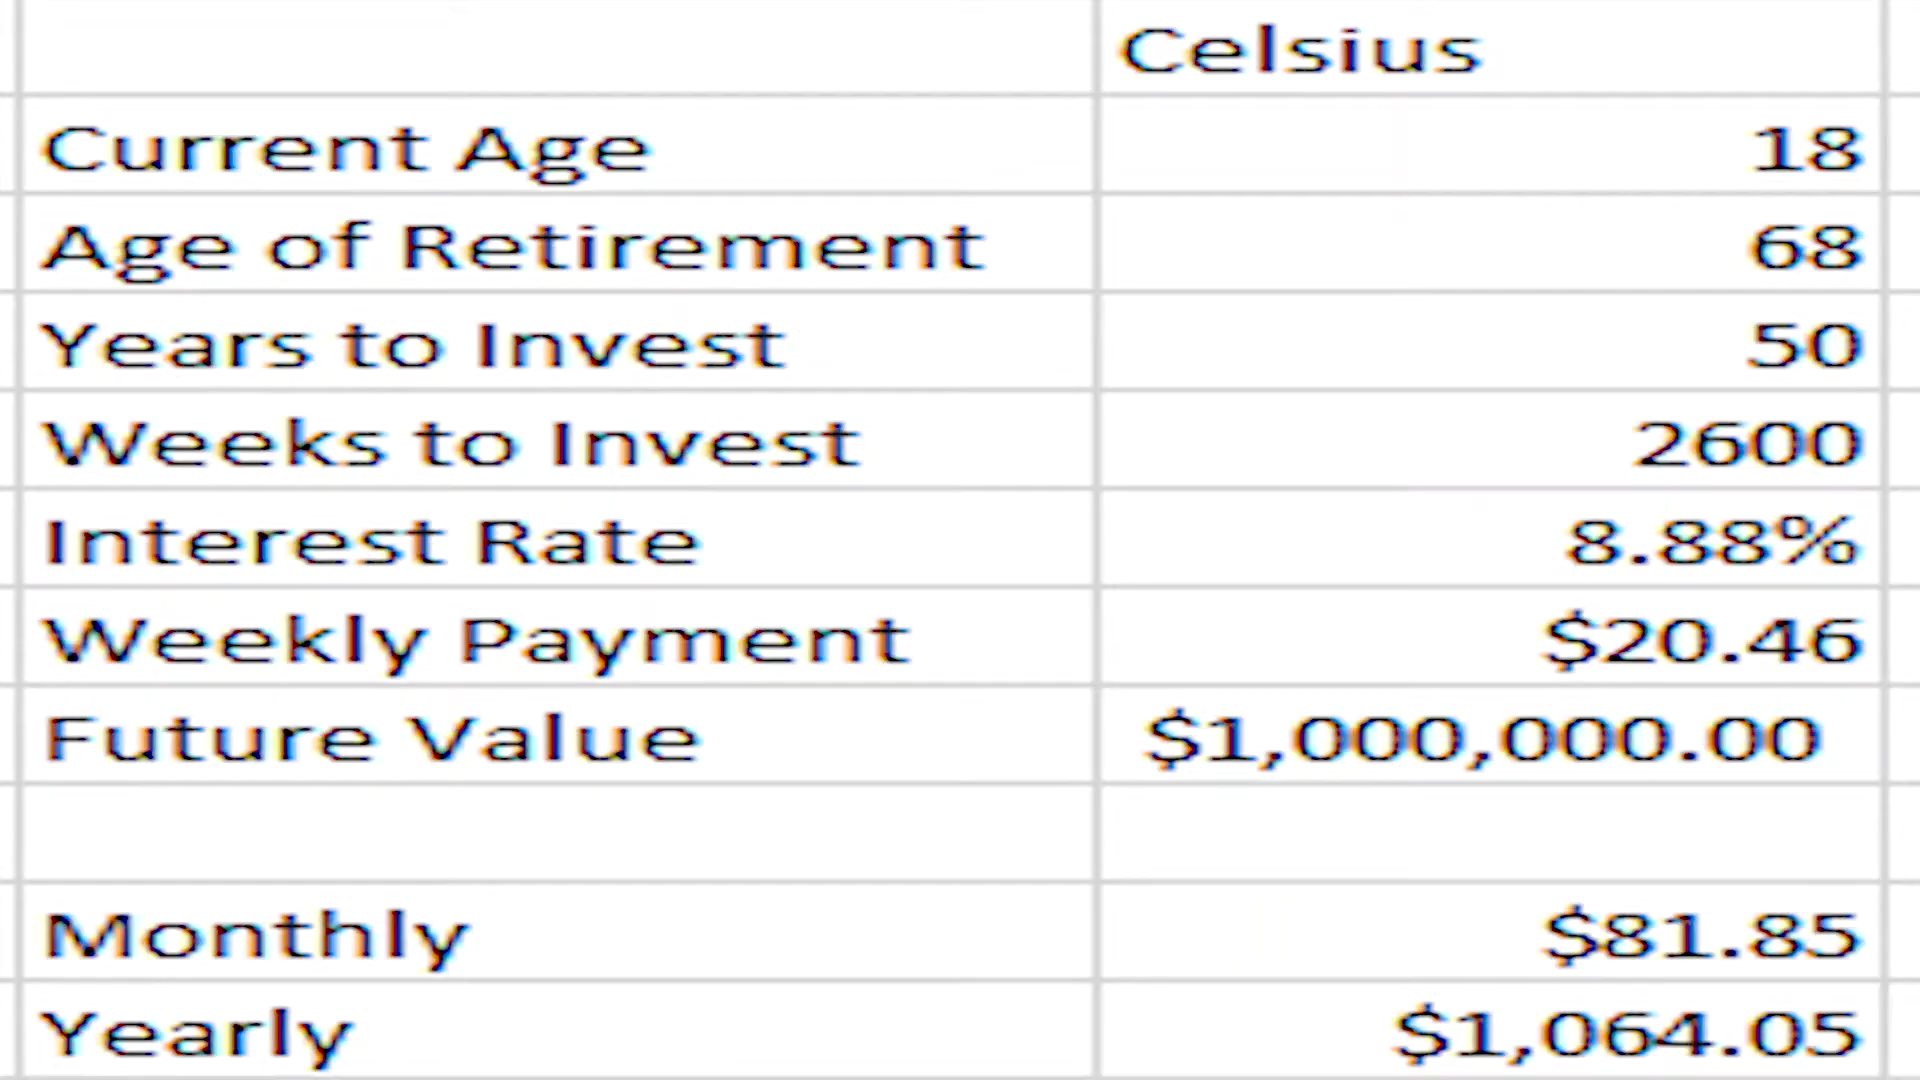 Celsius
Current Age 18
Age of Retirement 68
Years to Invest 50
Weeks to Invest 2600
Interest Rate 8.88%
Weekly Payment $20.46
Future Value $1,000,000.00
Monthly $81.85
Yearly $1,064.05